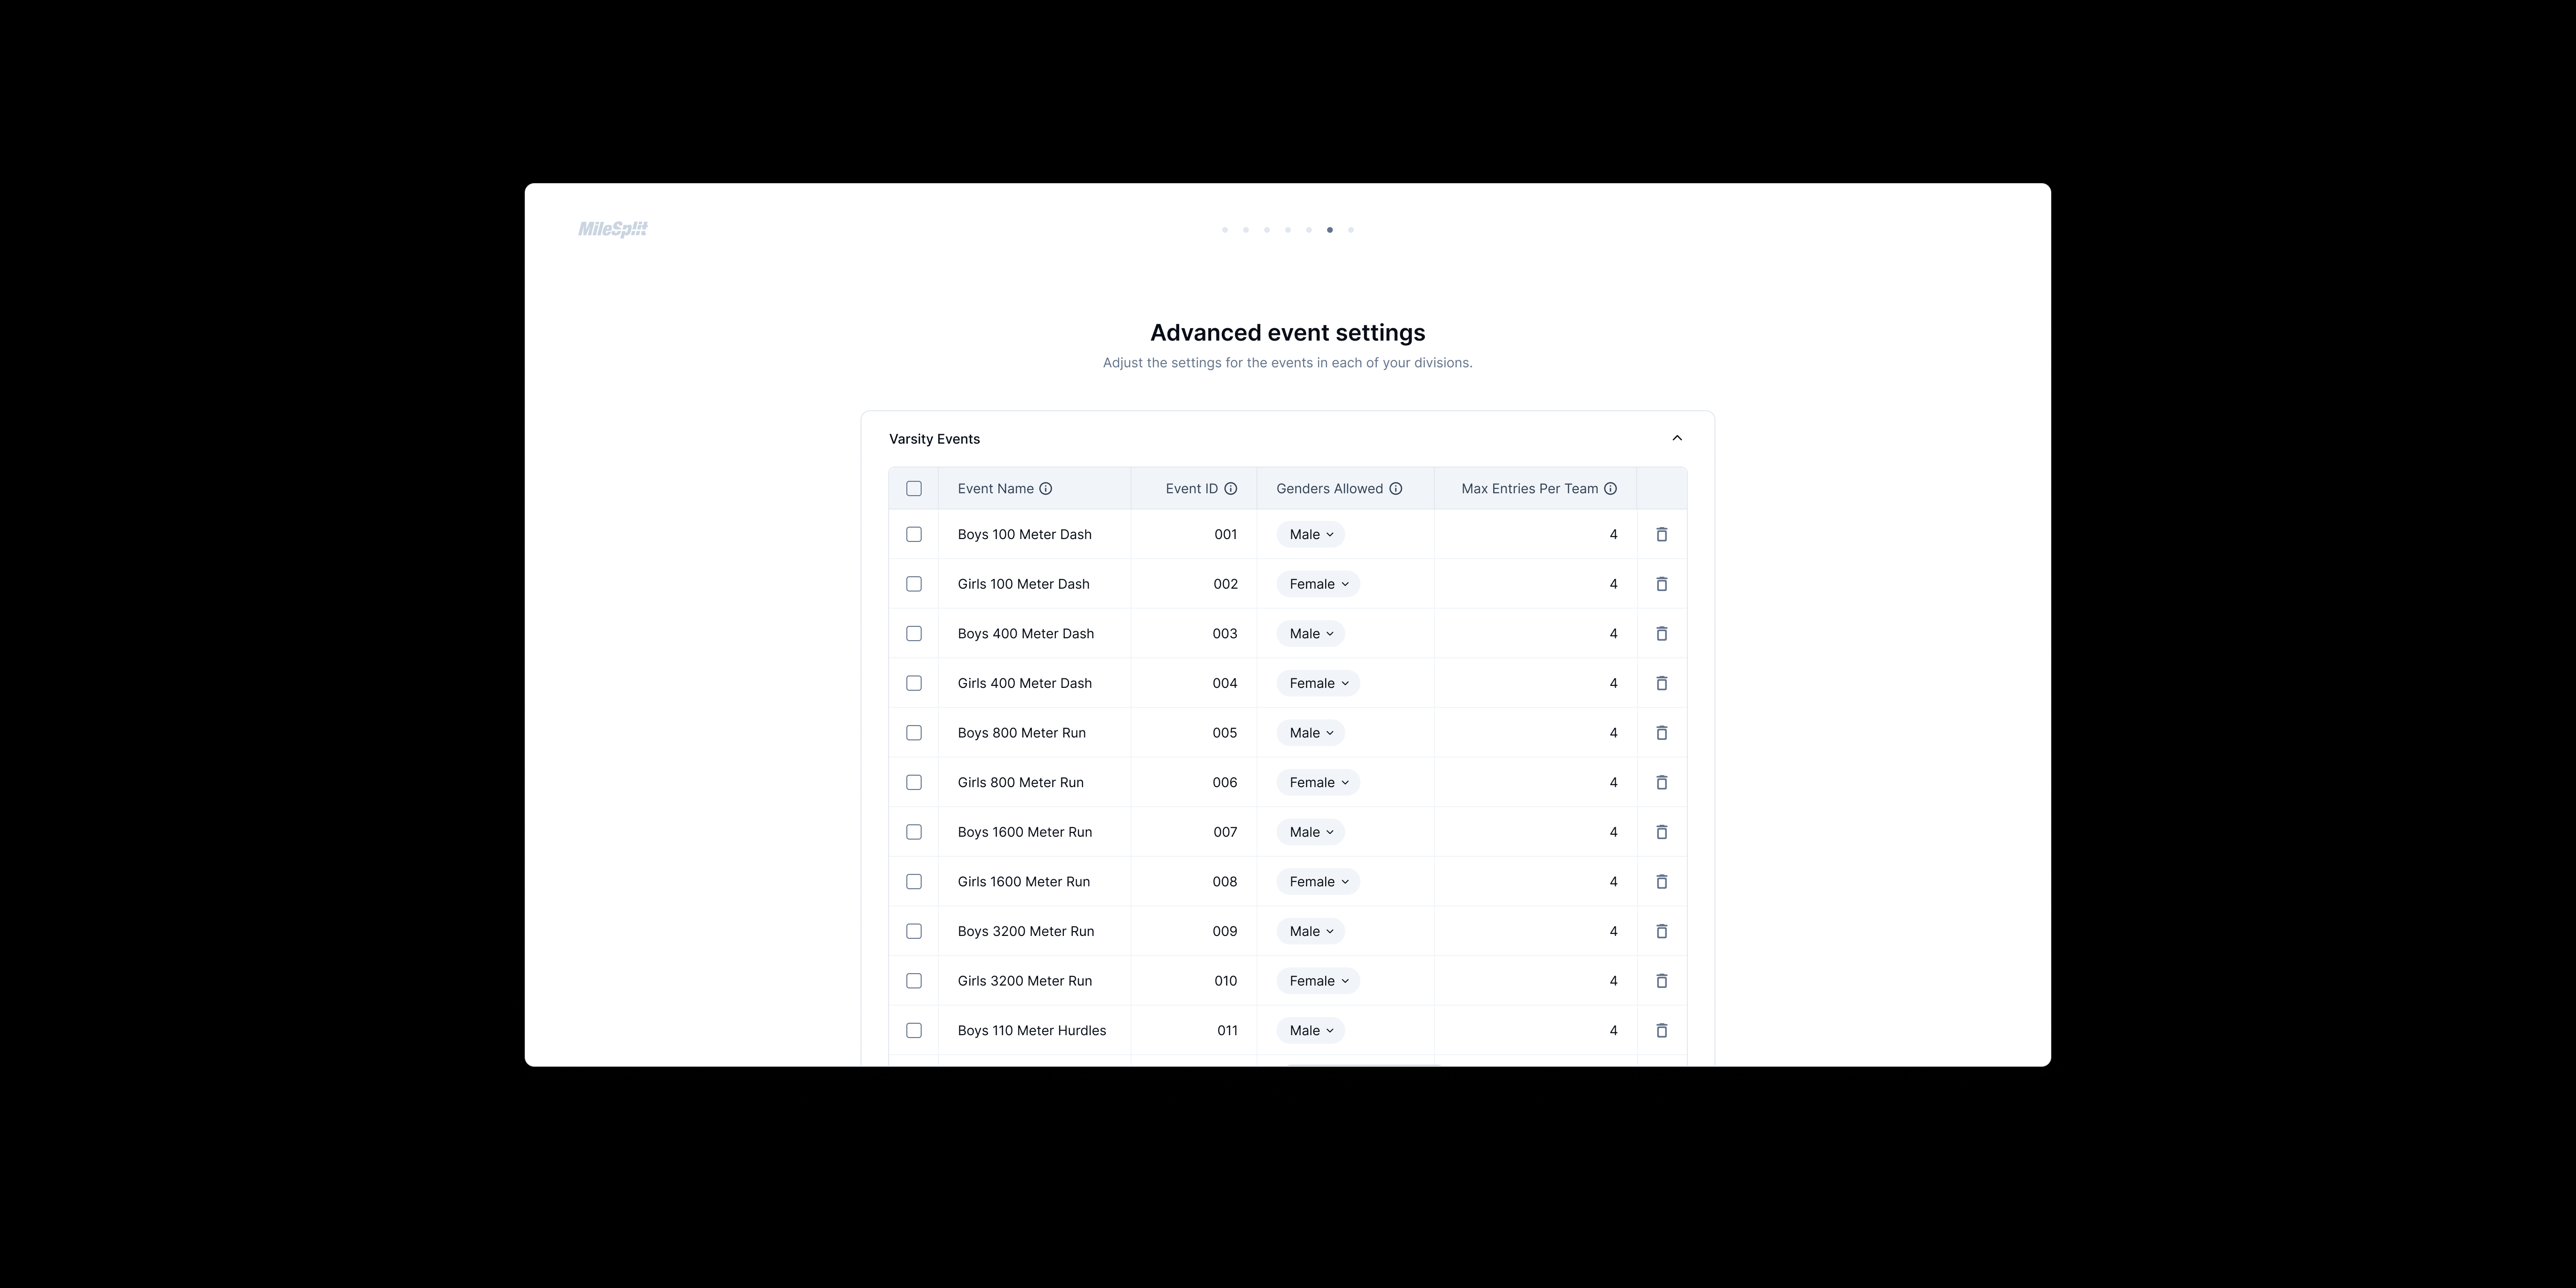 MileSplit
Advanced event settings
Adjust the settings for the events in each of your divisions.
Varsity Events
Event Name Event ID Genders Allowed Max Entries Per Team
Boys 100 Meter Dash 001 Male 4
Girls 100 Meter Dash 002 Female 4
Boys 400 Meter Dash 003 Male 4
Girls 400 Meter Dash 004 Female 4
Boys 800 Meter Run 005 Male 4
Girls 800 Meter Run 006 Female 4
Boys 1600 Meter Run 007 Male 4
Girls 1600 Meter Run 008 Female 4
Boys 3200 Meter Run 009 Male 4
Girls 3200 Meter Run 010 Female 4
Boys 110 Meter Hurdles 011 Male 4